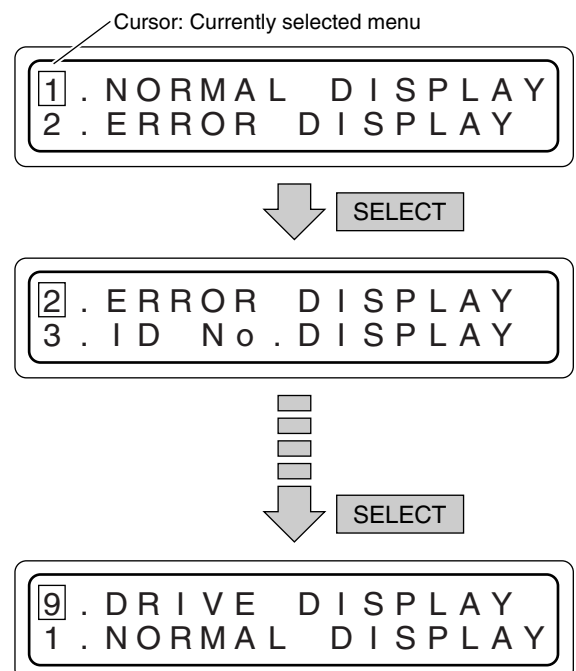 Cursor: Currently selected menu
1. NORMAL DISPLAY
2. ERROR DISPLAY
SELECT
2. ERROR DISPLAY
3. ID No.DISPLAY
SELECT
9. DRIVE DISPLAY
1. NORMAL DISPLAY